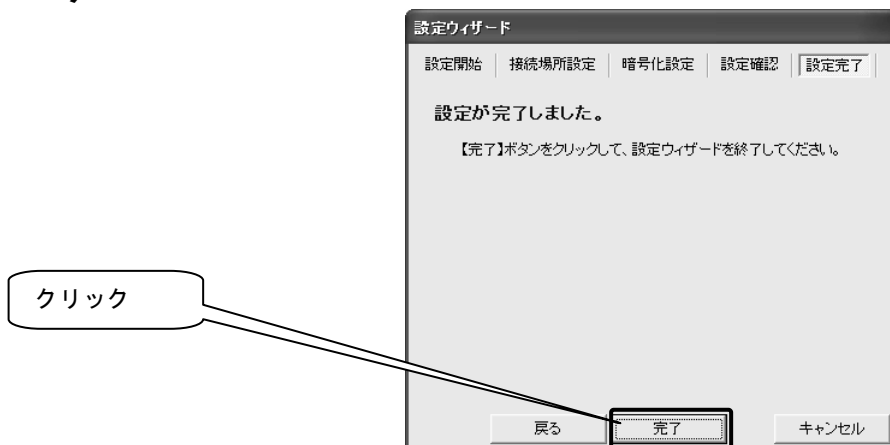 設定ウィザード
設定開始 接続場所設定 暗号化設定 設定確認 設定完了
設定が完了しました。
【完了】ボタンをクリックして、設定ウィザードを終了してください。
クリック
戻る 完了 キャンセル